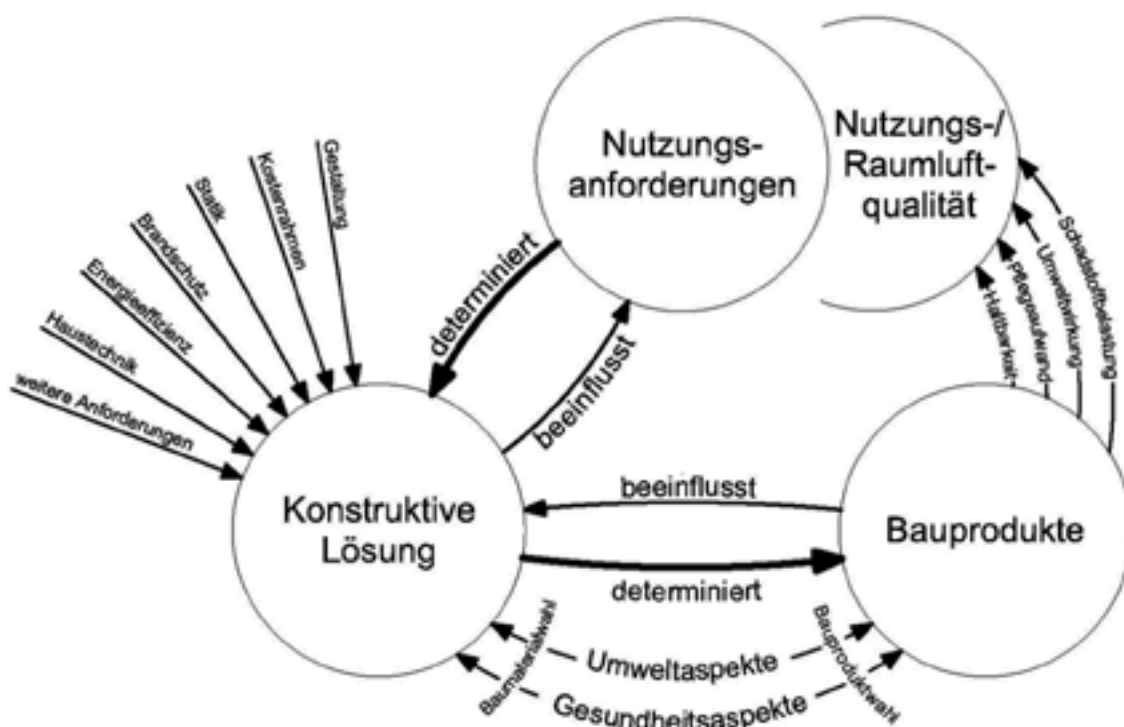 Nutzungs-
anforderungen
Nutzungs-/
Raumluft-
qualität
Gestaltung
Kostenrahmen
Statik
Brandschutz
Energieeffizienz
Haustechnik
weitere Anforderungen
determiniert
beeinflusst
Schadstoffbelastung
Umweltwirkung
Pflegeaufwand
Haltbarkeit
Konstruktive
Lösung
beeinflusst
determiniert
Bauprodukte
Baumaterialwahl
Umweltaspekte
Gesundheitsaspekte
Bauproduktwahl